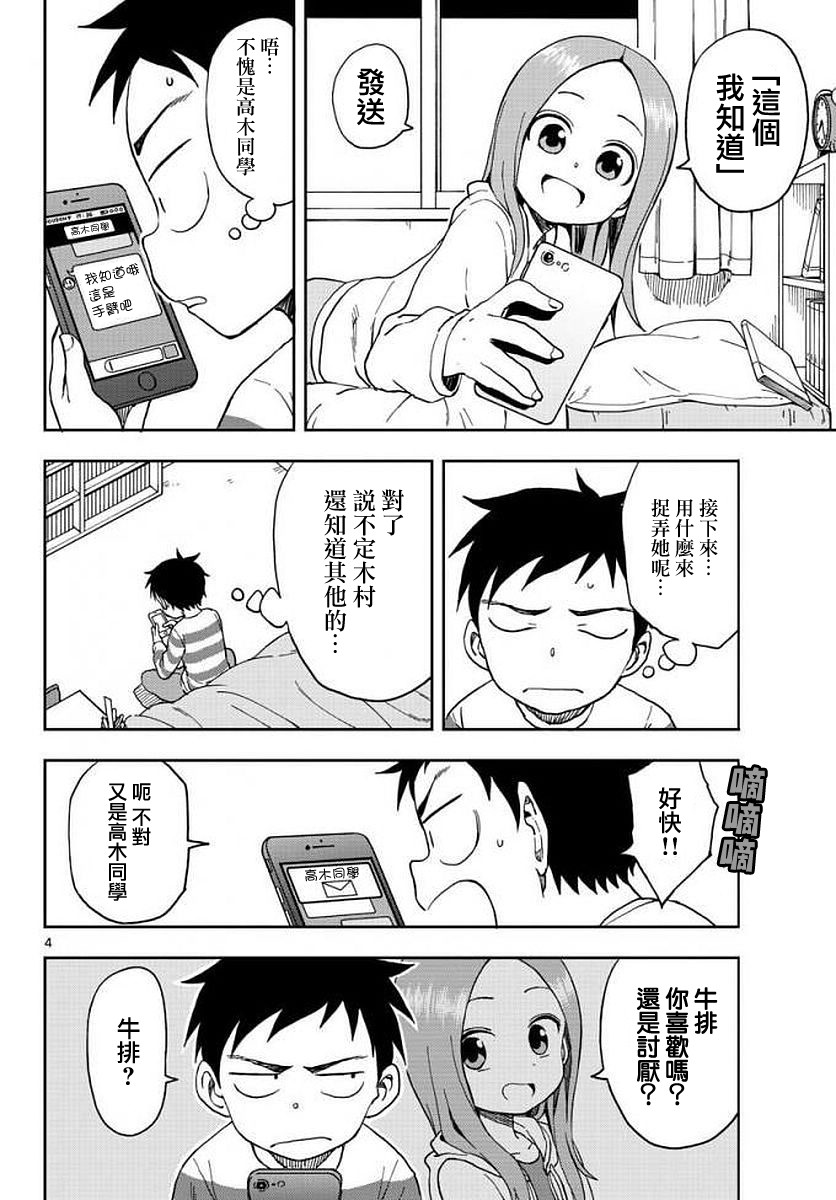 「這個
我知道」
發送
唔…
不愧是高木同學
高木同學
我知道哦
這是
手臂吧
接下來…
用什麼來
捉弄她呢…
對了
說不定木村
還知道其他的…
嘀嘀嘀
好快!!
高木同學
呃不對
又是高木同學
4
牛排
你喜歡嗎？
還是討厭？
牛排？